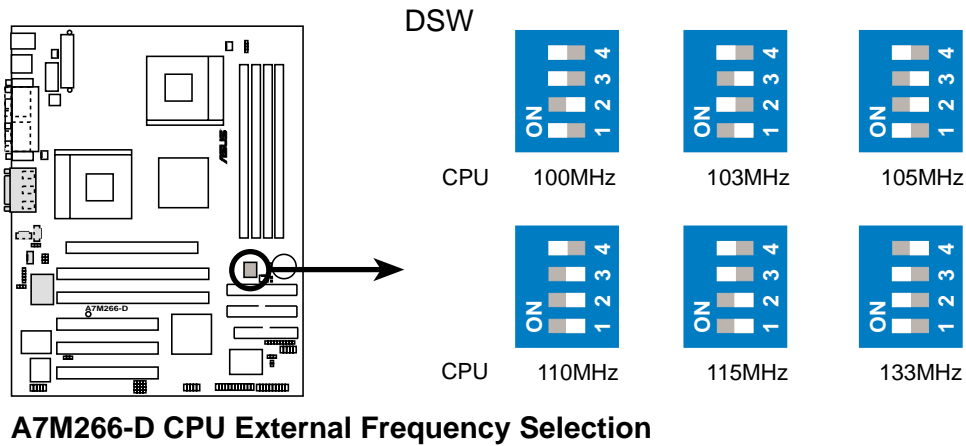 DSW
ON 1 2 3 4
ON 1 2 3 4
ON 1 2 3 4
CPU 100MHz 103MHz 105MHz
ASUS
A7M266-D
ON 1 2 3 4
ON 1 2 3 4
ON 1 2 3 4
CPU 110MHz 115MHz 133MHz
A7M266-D CPU External Frequency Selection